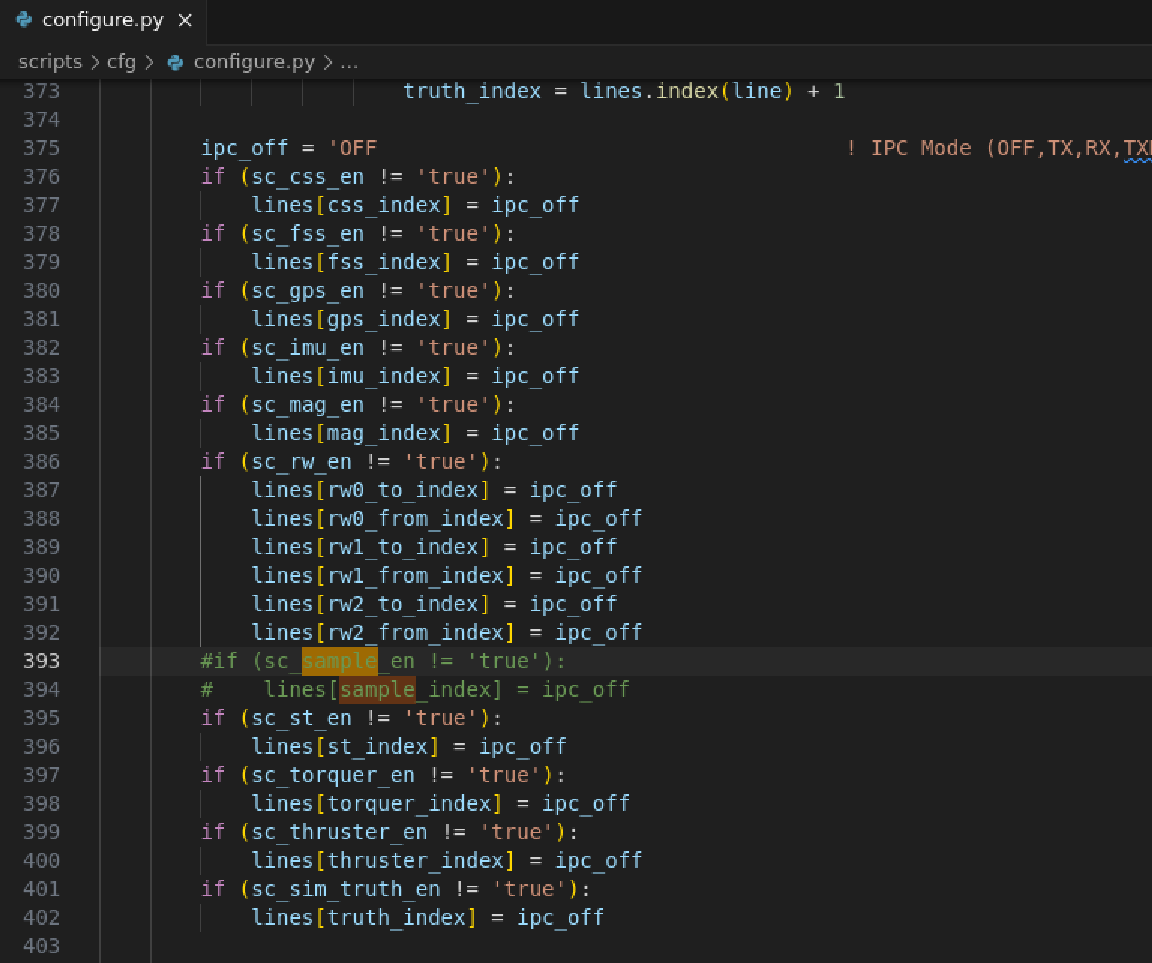 configure.py ×
scripts > cfg > configure.py > ...
373 truth_index = lines.index(line) + 1
374
375 ipc_off = 'OFF ! IPC Mode (OFF,TX,RX,
376 if (sc_css_en != 'true'):
377 lines[css_index] = ipc_off
378 if (sc_fss_en != 'true'):
379 lines[fss_index] = ipc_off
380 if (sc_gps_en != 'true'):
381 lines[gps_index] = ipc_off
382 if (sc_imu_en != 'true'):
383 lines[imu_index] = ipc_off
384 if (sc_mag_en != 'true'):
385 lines[mag_index] = ipc_off
386 if (sc_rw_en != 'true'):
387 lines[rw0_to_index] = ipc_off
388 lines[rw0_from_index] = ipc_off
389 lines[rw1_to_index] = ipc_off
390 lines[rw1_from_index] = ipc_off
391 lines[rw2_to_index] = ipc_off
392 lines[rw2_from_index] = ipc_off
393 #if (sc_sample_en != 'true'):
394 # lines[sample_index] = ipc_off
395 if (sc_st_en != 'true'):
396 lines[st_index] = ipc_off
397 if (sc_torquer_en != 'true'):
398 lines[torquer_index] = ipc_off
399 if (sc_thruster_en != 'true'):
400 lines[thruster_index] = ipc_off
401 if (sc_sim_truth_en != 'true'):
402 lines[truth_index] = ipc_off
403